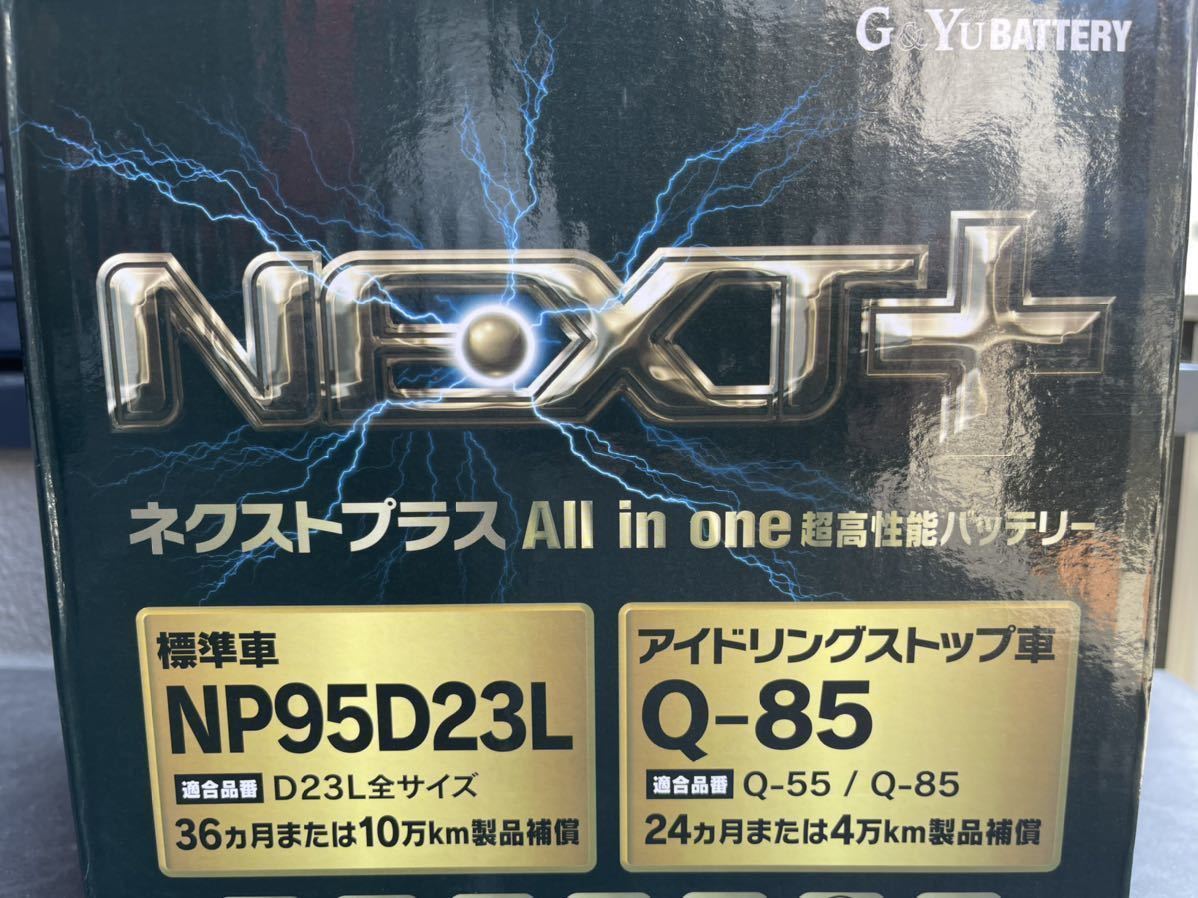 G&Yu BATTERY
NEXT+
ネクストプラス All in one 超高性能バッテリー
標準車
NP95D23L
適合品番 D23L全サイズ
36ヵ月または10万km製品補償
アイドリングストップ車
Q-85
適合品番 Q-55 / Q-85
24ヵ月または4万km製品補償